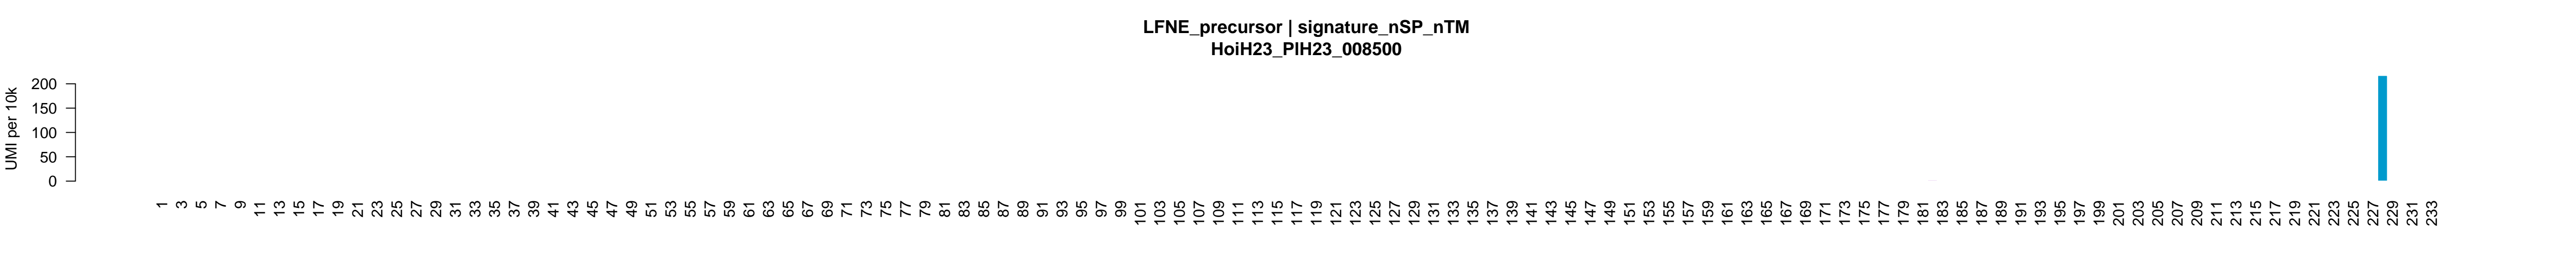 LFNE_precursor | signature_nSP_nTM
HoiH23_PlH23_008500
UMI per 10k
200
150
100
50
0
1 3 5 7 9 11 13 15 17 19 21 23 25 27 29 31 33 35 37 39 41 43 45 47 49 51 53 55 57 59 61 63 65 67 69 71 73 75 77 79 81 83 85 87 89 91 93 95 97 99 101 103 105 107 109 111 113 115 117 119 121 123 125 127 129 131 133 135 137 139 141 143 145 147 149 151 153 155 157 159 161 163 165 167 169 171 173 175 177 179 181 183 185 187 189 191 193 195 197 199 201 203 205 207 209 211 213 215 217 219 221 223 225 227 229 231 233